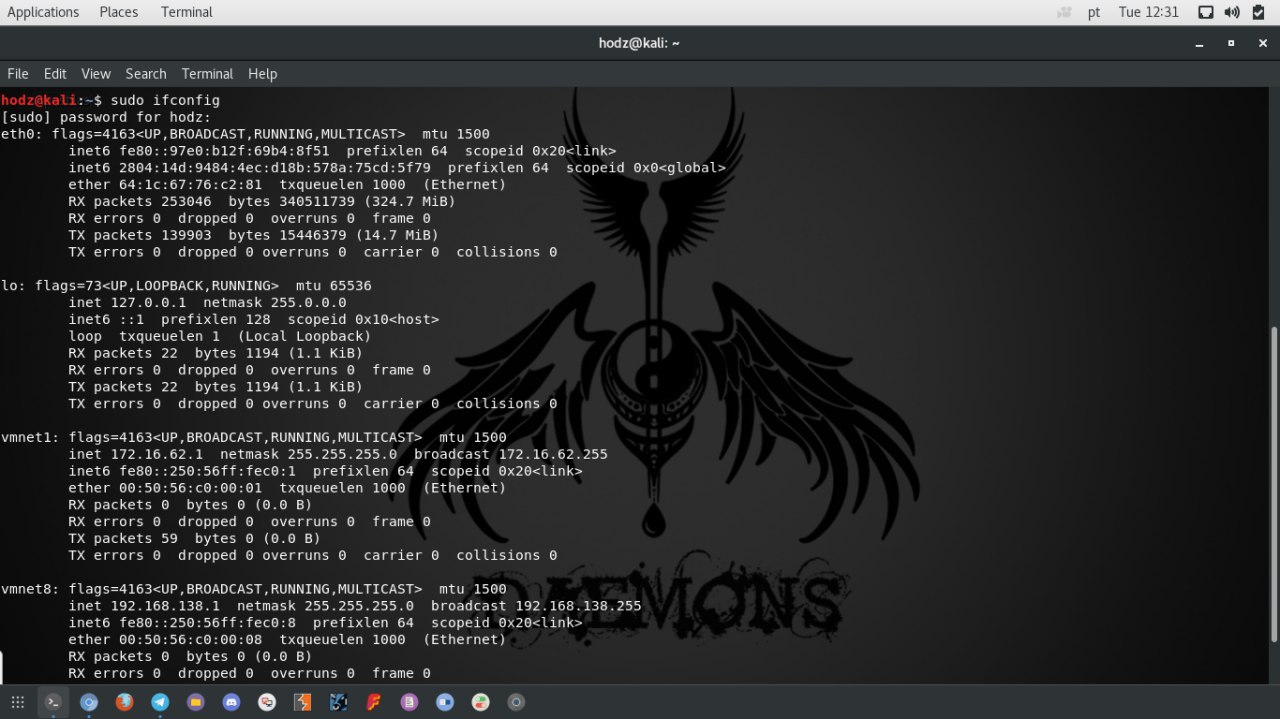 Applications Places Terminal pt Tue 12:31
hodz@kali: ~
File Edit View Search Terminal Help
hodz@kali:~$ sudo ifconfig
[sudo] password for hodz:
eth0: flags=4163<UP,BROADCAST,RUNNING,MULTICAST>  mtu 1500
        inet6 fe80::97e0:b12f:69b4:8f51  prefixlen 64  scopeid 0x20<link>
        inet6 2804:14d:9484:4ec:d18b:578a:75cd:5f79  prefixlen 64  scopeid 0x0<global>
        ether 64:1c:67:76:c2:81  txqueuelen 1000  (Ethernet)
        RX packets 253046  bytes 340511739 (324.7 MiB)
        RX errors 0  dropped 0  overruns 0  frame 0
        TX packets 139903  bytes 15446379 (14.7 MiB)
        TX errors 0  dropped 0 overruns 0  carrier 0  collisions 0
lo: flags=73<UP,LOOPBACK,RUNNING>  mtu 65536
        inet 127.0.0.1  netmask 255.0.0.0
        inet6 ::1  prefixlen 128  scopeid 0x10<host>
        loop  txqueuelen 1  (Local Loopback)
        RX packets 22  bytes 1194 (1.1 KiB)
        RX errors 0  dropped 0  overruns 0  frame 0
        TX packets 22  bytes 1194 (1.1 KiB)
        TX errors 0  dropped 0 overruns 0  carrier 0  collisions 0
vmnet1: flags=4163<UP,BROADCAST,RUNNING,MULTICAST>  mtu 1500
        inet 172.16.62.1  netmask 255.255.255.0  broadcast 172.16.62.255
        inet6 fe80::250:56ff:fec0:1  prefixlen 64  scopeid 0x20<link>
        ether 00:50:56:c0:00:01  txqueuelen 1000  (Ethernet)
        RX packets 0  bytes 0 (0.0 B)
        RX errors 0  dropped 0  overruns 0  frame 0
        TX packets 59  bytes 0 (0.0 B)
        TX errors 0  dropped 0 overruns 0  carrier 0  collisions 0
vmnet8: flags=4163<UP,BROADCAST,RUNNING,MULTICAST>  mtu 1500
        inet 192.168.138.1  netmask 255.255.255.0  broadcast 192.168.138.255
        inet6 fe80::250:56ff:fec0:8  prefixlen 64  scopeid 0x20<link>
        ether 00:50:56:c0:00:08  txqueuelen 1000  (Ethernet)
        RX packets 0  bytes 0 (0.0 B)
        RX errors 0  dropped 0  overruns 0  frame 0
DAEMONS